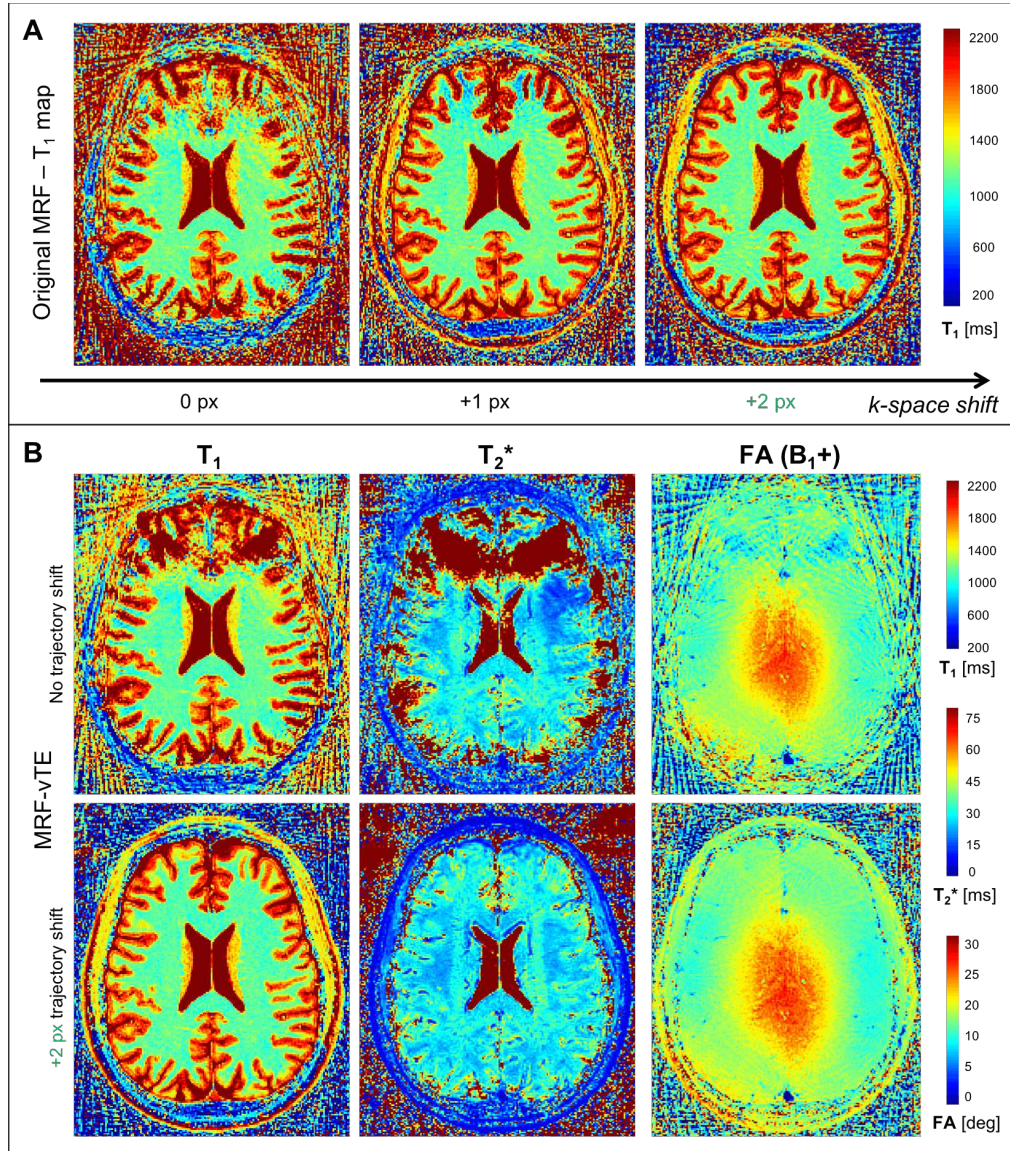 A
Original MRF – T₁ map
2200
1800
1400
1000
600
200
T₁ [ms]
0 px
+1 px
+2 px
k-space shift
B
T₁
T₂*
FA (B₁+)
MRF-vTE
No trajectory shift
+2 px trajectory shift
2200
1800
1400
1000
600
200
T₁ [ms]
75
60
45
30
15
0
T₂* [ms]
30
25
20
15
10
5
0
FA [deg]